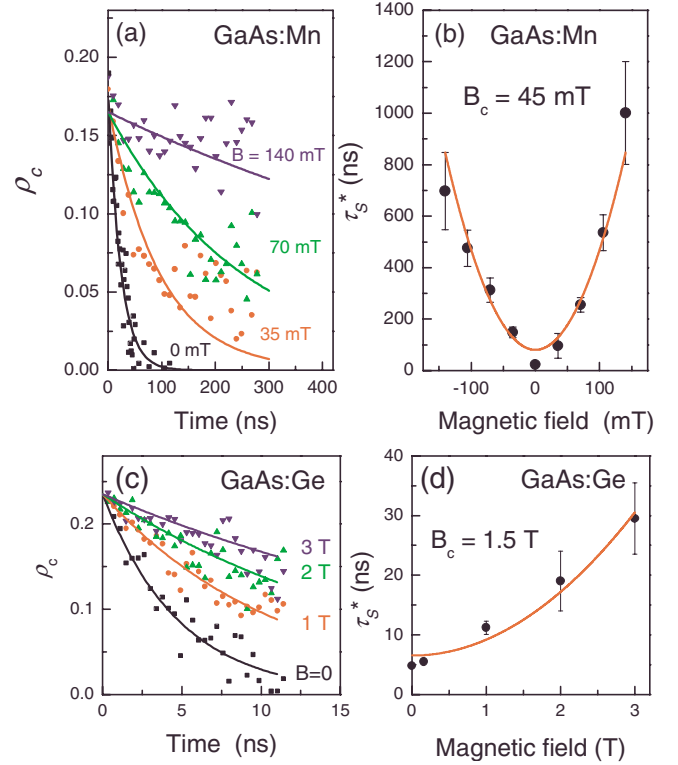 (a) GaAs:Mn
0.20
0.15
0.10
0.05
0.00
ρc
B = 140 mT
70 mT
35 mT
0 mT
0 100 200 300 400
Time (ns)
(b) GaAs:Mn
Bc = 45 mT
1400
1200
1000
800
600
400
200
0
τS* (ns)
-100 0 100
Magnetic field (mT)
(c) GaAs:Ge
0.2
0.1
0.0
ρc
3 T
2 T
1 T
B=0
0 5 10 15
Time (ns)
(d) GaAs:Ge
Bc = 1.5 T
40
30
20
10
0
τS* (ns)
0 1 2 3
Magnetic field (T)